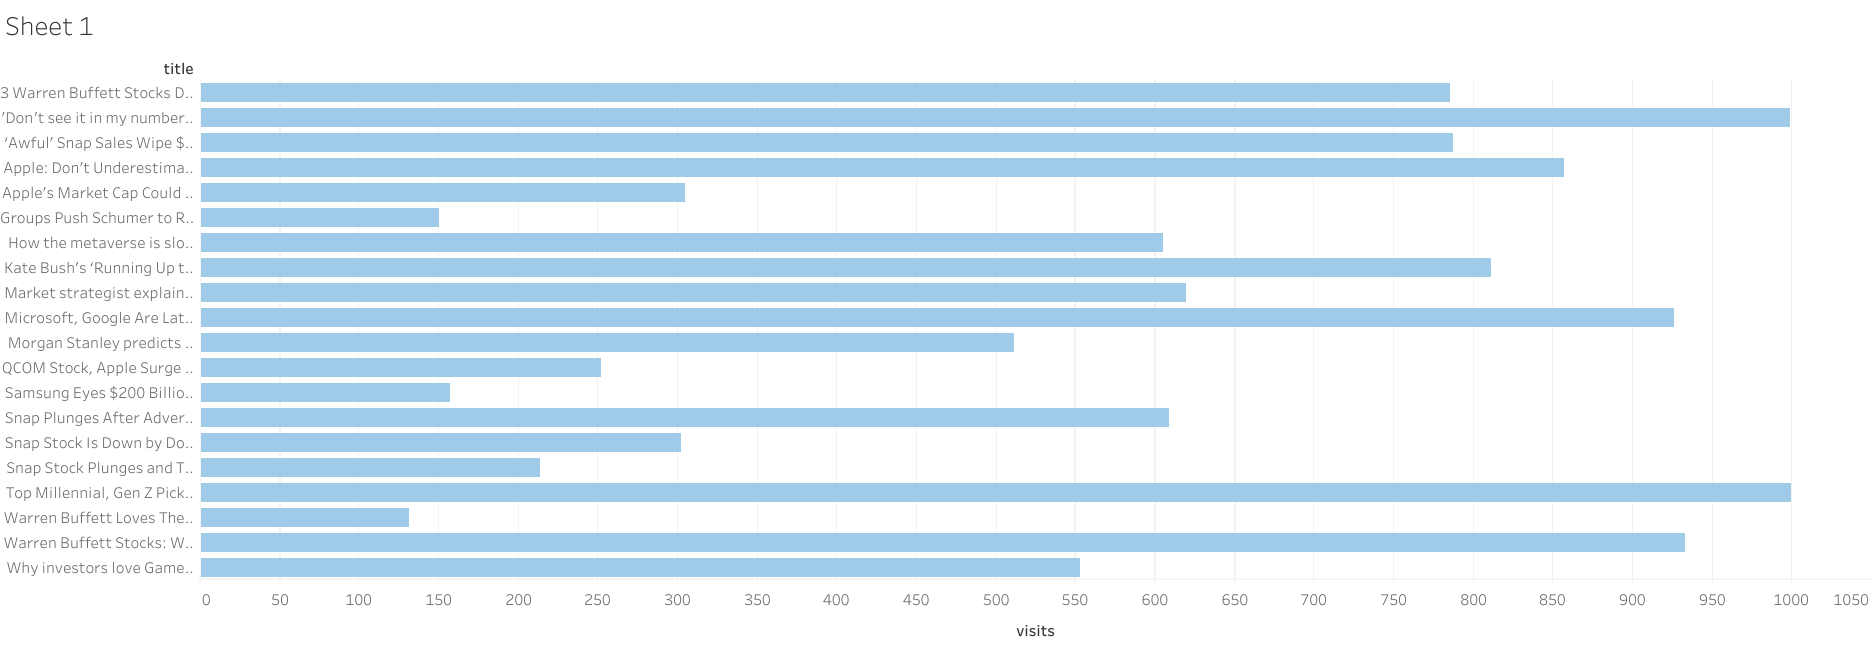 Sheet 1
title
3 Warren Buffett Stocks D..
'Don't see it in my number..
‘Awful’ Snap Sales Wipe $..
Apple: Don’t Underestima..
Apple’s Market Cap Could ..
Groups Push Schumer to R..
How the metaverse is slo..
Kate Bush’s ‘Running Up t..
Market strategist explain..
Microsoft, Google Are Lat..
Morgan Stanley predicts ..
QCOM Stock, Apple Surge ..
Samsung Eyes $200 Billio..
Snap Plunges After Adver..
Snap Stock Is Down by Do..
Snap Stock Plunges and T..
Top Millennial, Gen Z Pick..
Warren Buffett Loves The..
Warren Buffett Stocks: W..
Why investors love Game..
0 50 100 150 200 250 300 350 400 450 500 550 600 650 700 750 800 850 900 950 1000 1050
visits